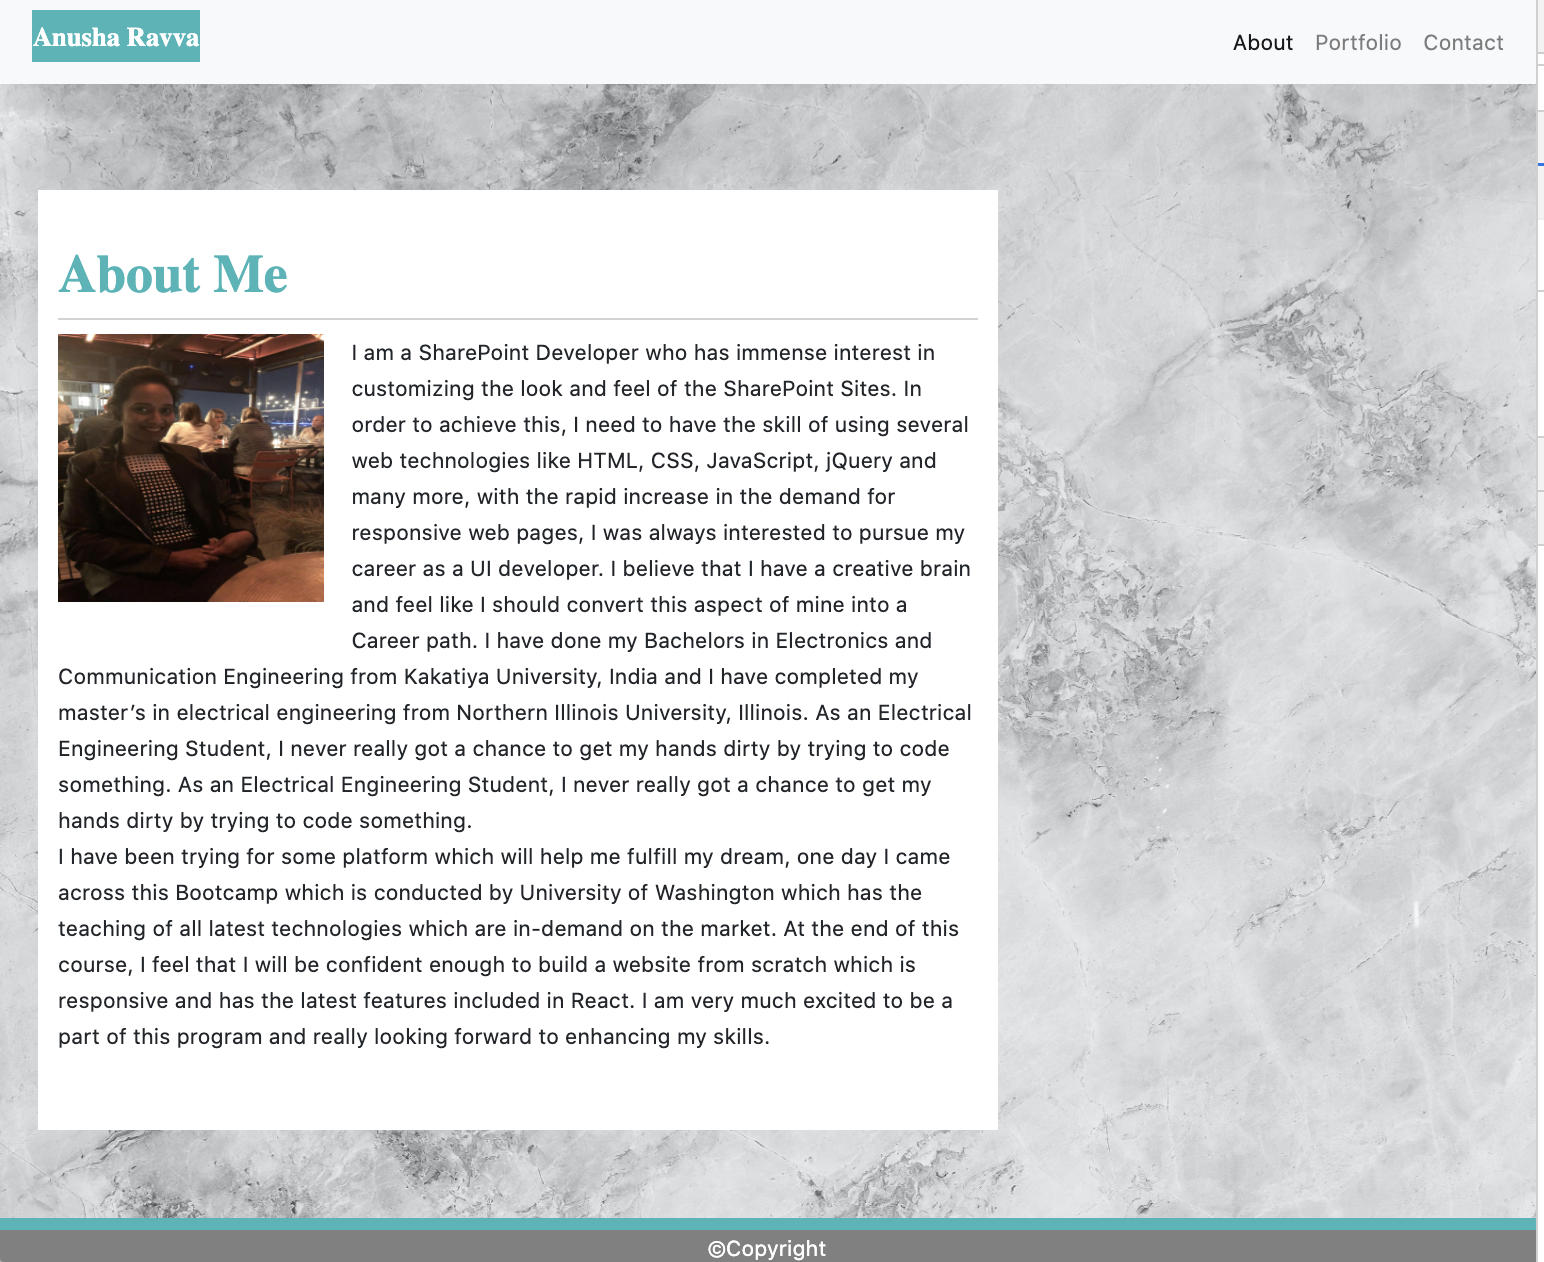 Anusha Ravva
About Portfolio Contact
About Me
I am a SharePoint Developer who has immense interest in
customizing the look and feel of the SharePoint Sites. In
order to achieve this, I need to have the skill of using several
web technologies like HTML, CSS, JavaScript, jQuery and
many more, with the rapid increase in the demand for
responsive web pages, I was always interested to pursue my
career as a UI developer. I believe that I have a creative brain
and feel like I should convert this aspect of mine into a
Career path. I have done my Bachelors in Electronics and
Communication Engineering from Kakatiya University, India and I have completed my
master’s in electrical engineering from Northern Illinois University, Illinois. As an Electrical
Engineering Student, I never really got a chance to get my hands dirty by trying to code
something. As an Electrical Engineering Student, I never really got a chance to get my
hands dirty by trying to code something.
I have been trying for some platform which will help me fulfill my dream, one day I came
across this Bootcamp which is conducted by University of Washington which has the
teaching of all latest technologies which are in-demand on the market. At the end of this
course, I feel that I will be confident enough to build a website from scratch which is
responsive and has the latest features included in React. I am very much excited to be a
part of this program and really looking forward to enhancing my skills.
©Copyright